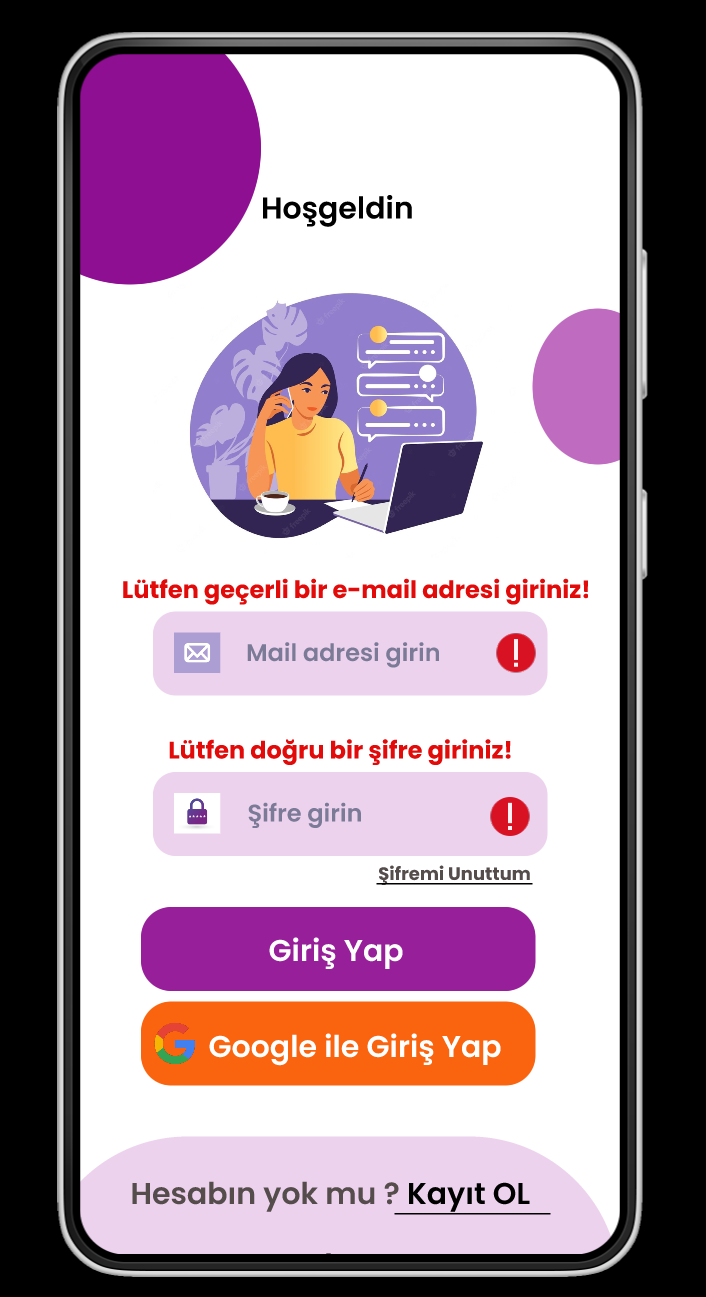 Hoşgeldin
Lütfen geçerli bir e-mail adresi giriniz!
Mail adresi girin
Lütfen doğru bir şifre giriniz!
Şifre girin
Şifremi Unuttum
Giriş Yap
Google ile Giriş Yap
Hesabın yok mu ? Kayıt OL